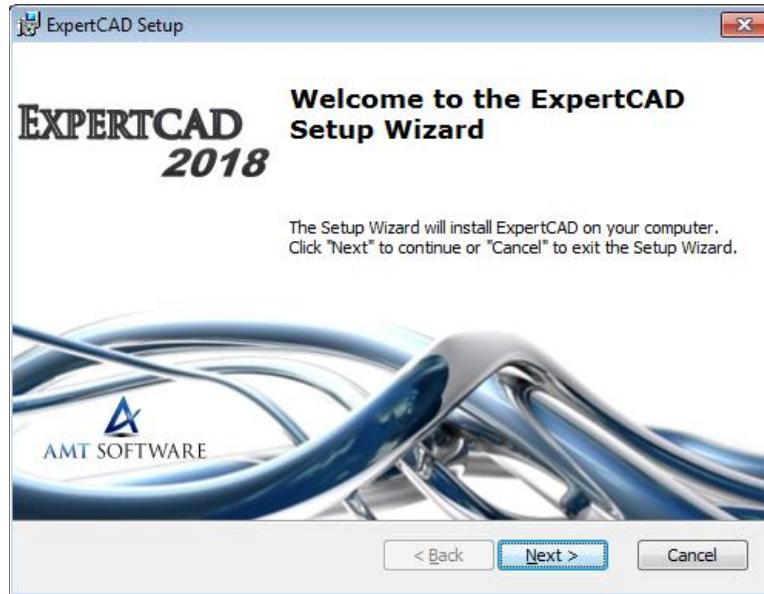 ExpertCAD Setup
EXPERTCAD
2018
Welcome to the ExpertCAD
Setup Wizard
The Setup Wizard will install ExpertCAD on your computer.
Click "Next" to continue or "Cancel" to exit the Setup Wizard.
AMT SOFTWARE
< Back
Next >
Cancel